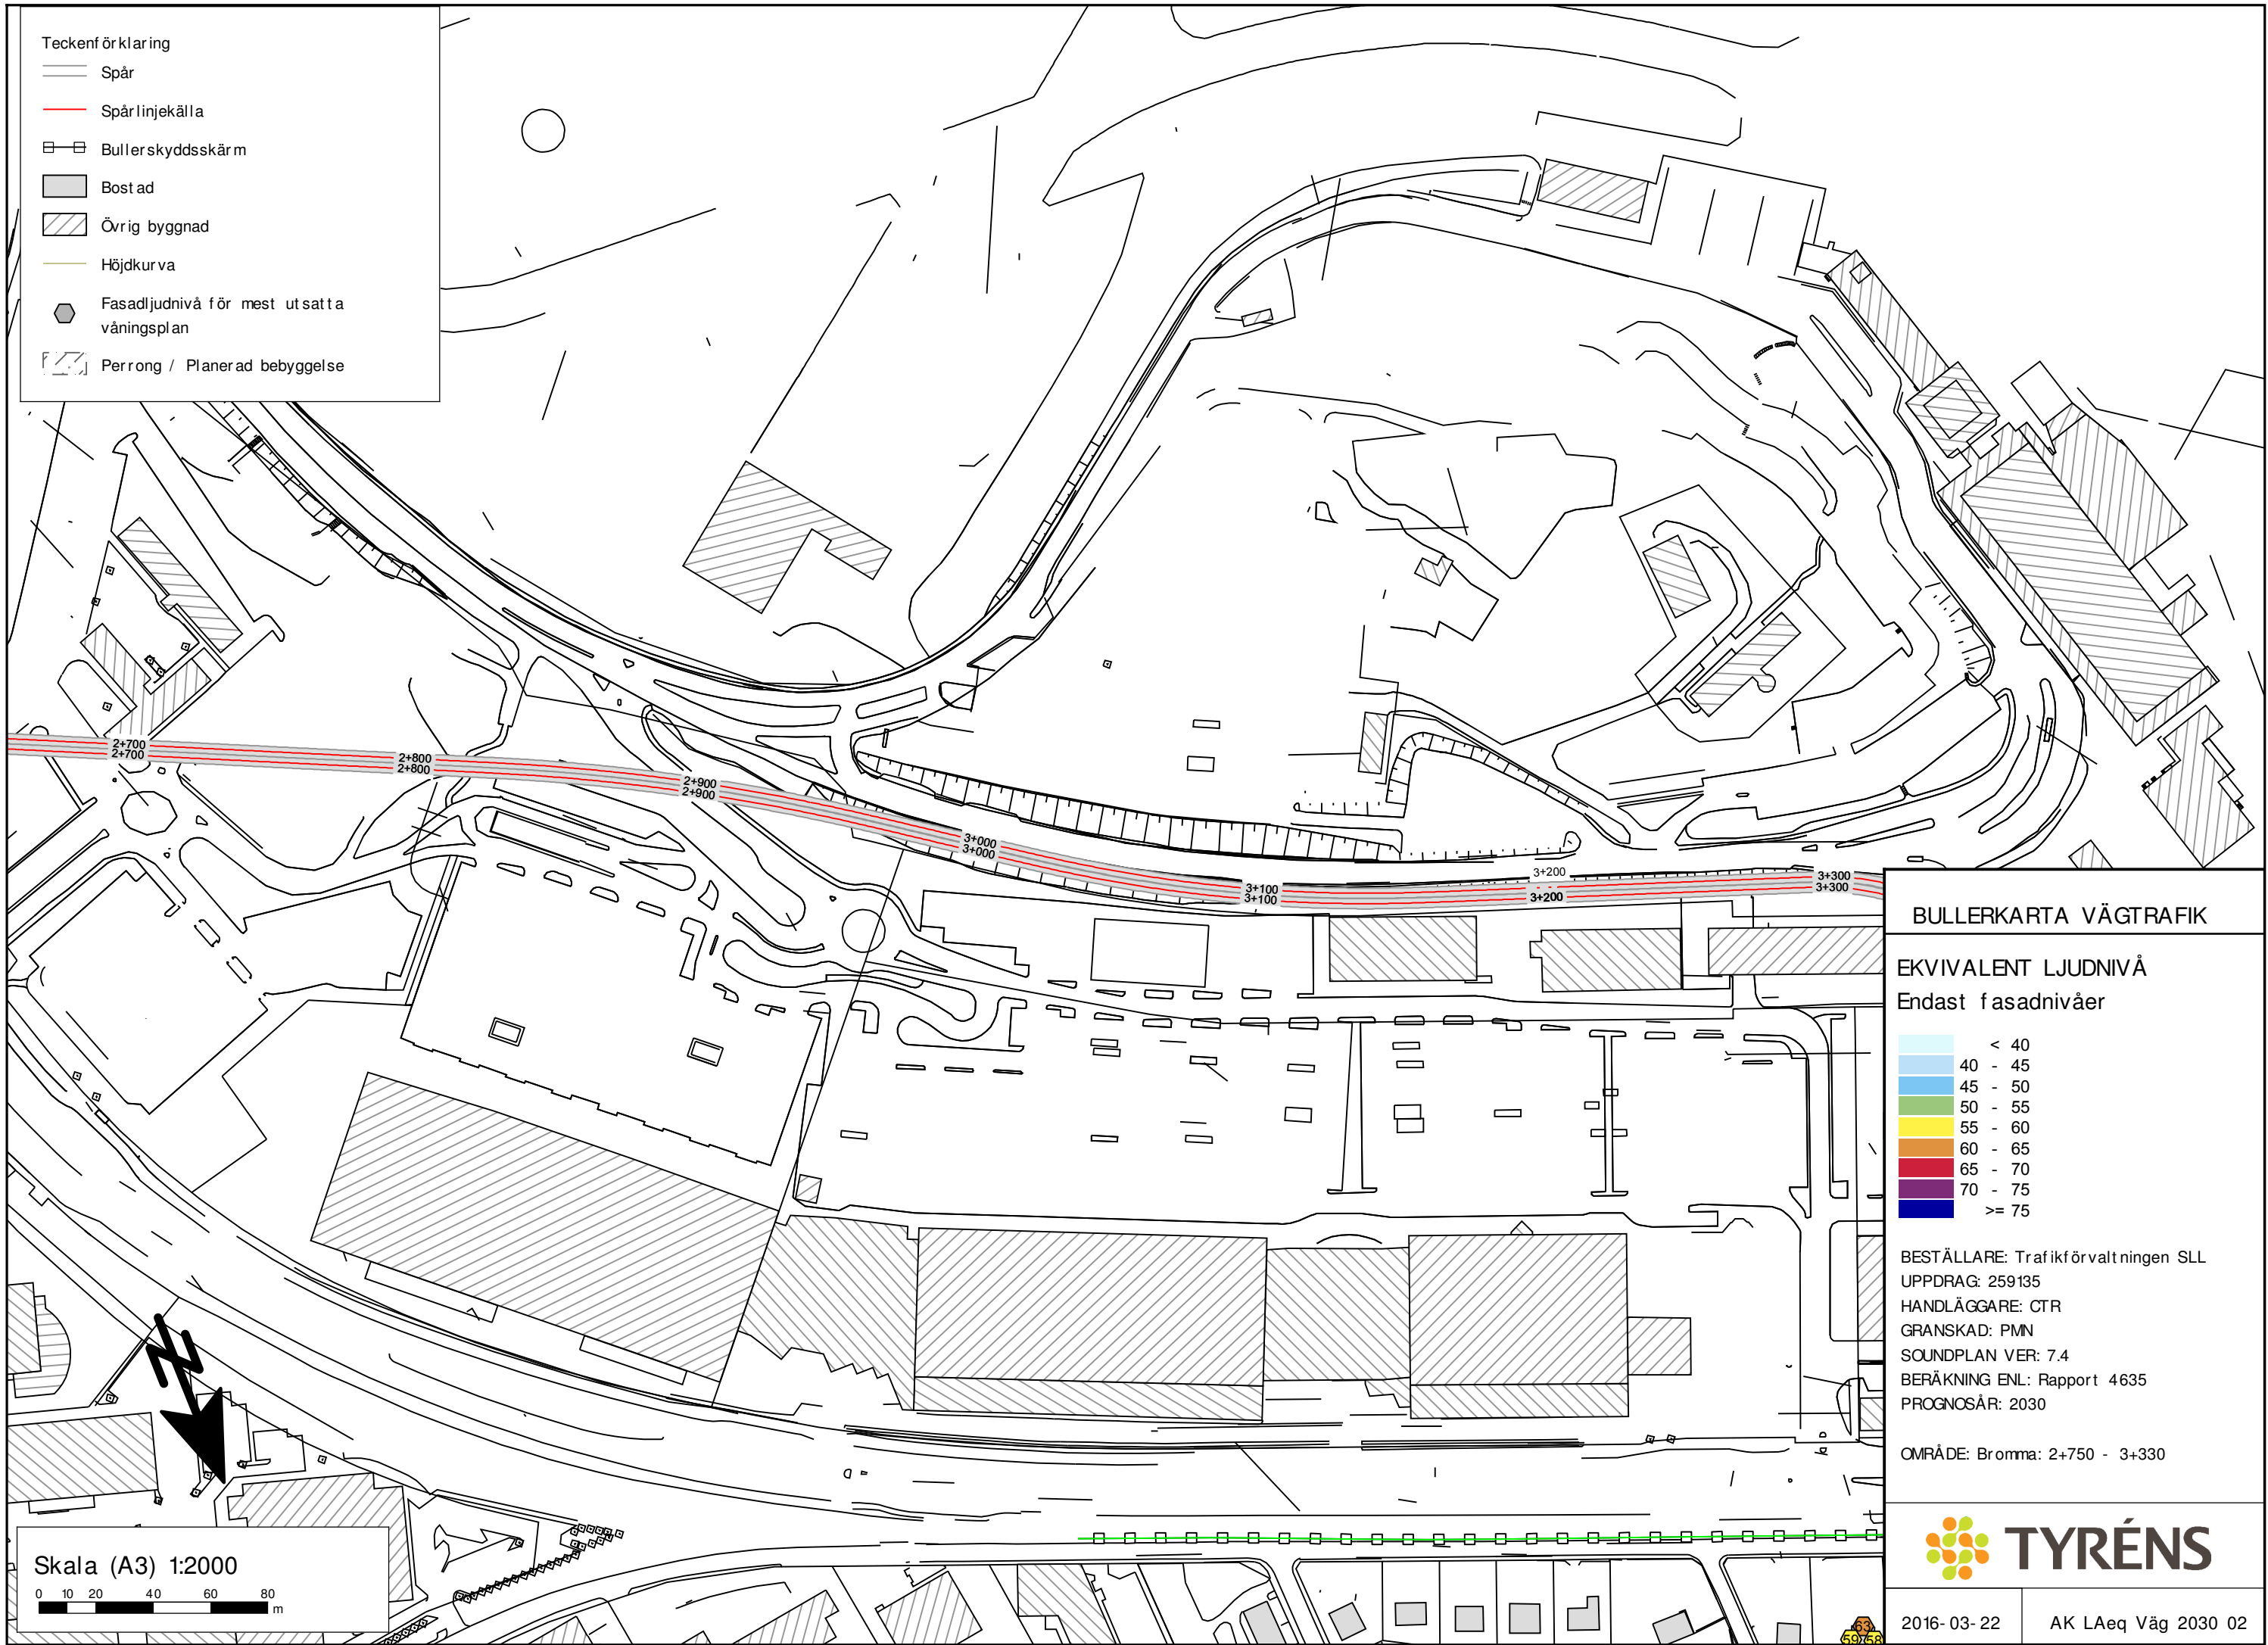 Teckenförklaring
Spår
Spårlinjekälla
Bullerskyddsskärm
Bostad
Övrig byggnad
Höjdkurva
Fasadljudnivå för mest utsatta
våningsplan
Perrong / Planerad bebyggelse
2+700
2+700
2+800
2+800
2+900
2+900
3+000
3+000
3+100
3+100
3+200
3+200
3+300
3+300
BULLERKARTA VÄGTRAFIK
EKVIVALENT LJUDNIVÅ
Endast fasadnivåer
< 40
40 - 45
45 - 50
50 - 55
55 - 60
60 - 65
65 - 70
70 - 75
>= 75
BESTÄLLARE: Trafikförvaltningen SLL
UPPDRAG: 259135
HANDLÄGGARE: CTR
GRANSKAD: PMN
SOUNDPLAN VER: 7.4
BERÄKNING ENL: Rapport 4635
PROGNOSÅR: 2030
OMRÅDE: Bromma: 2+750 - 3+330
TYRÉNS
2016-03-22
AK LAeq Väg 2030 02
Skala (A3) 1:2000
0 10 20 40 60 80
m
63
59 58